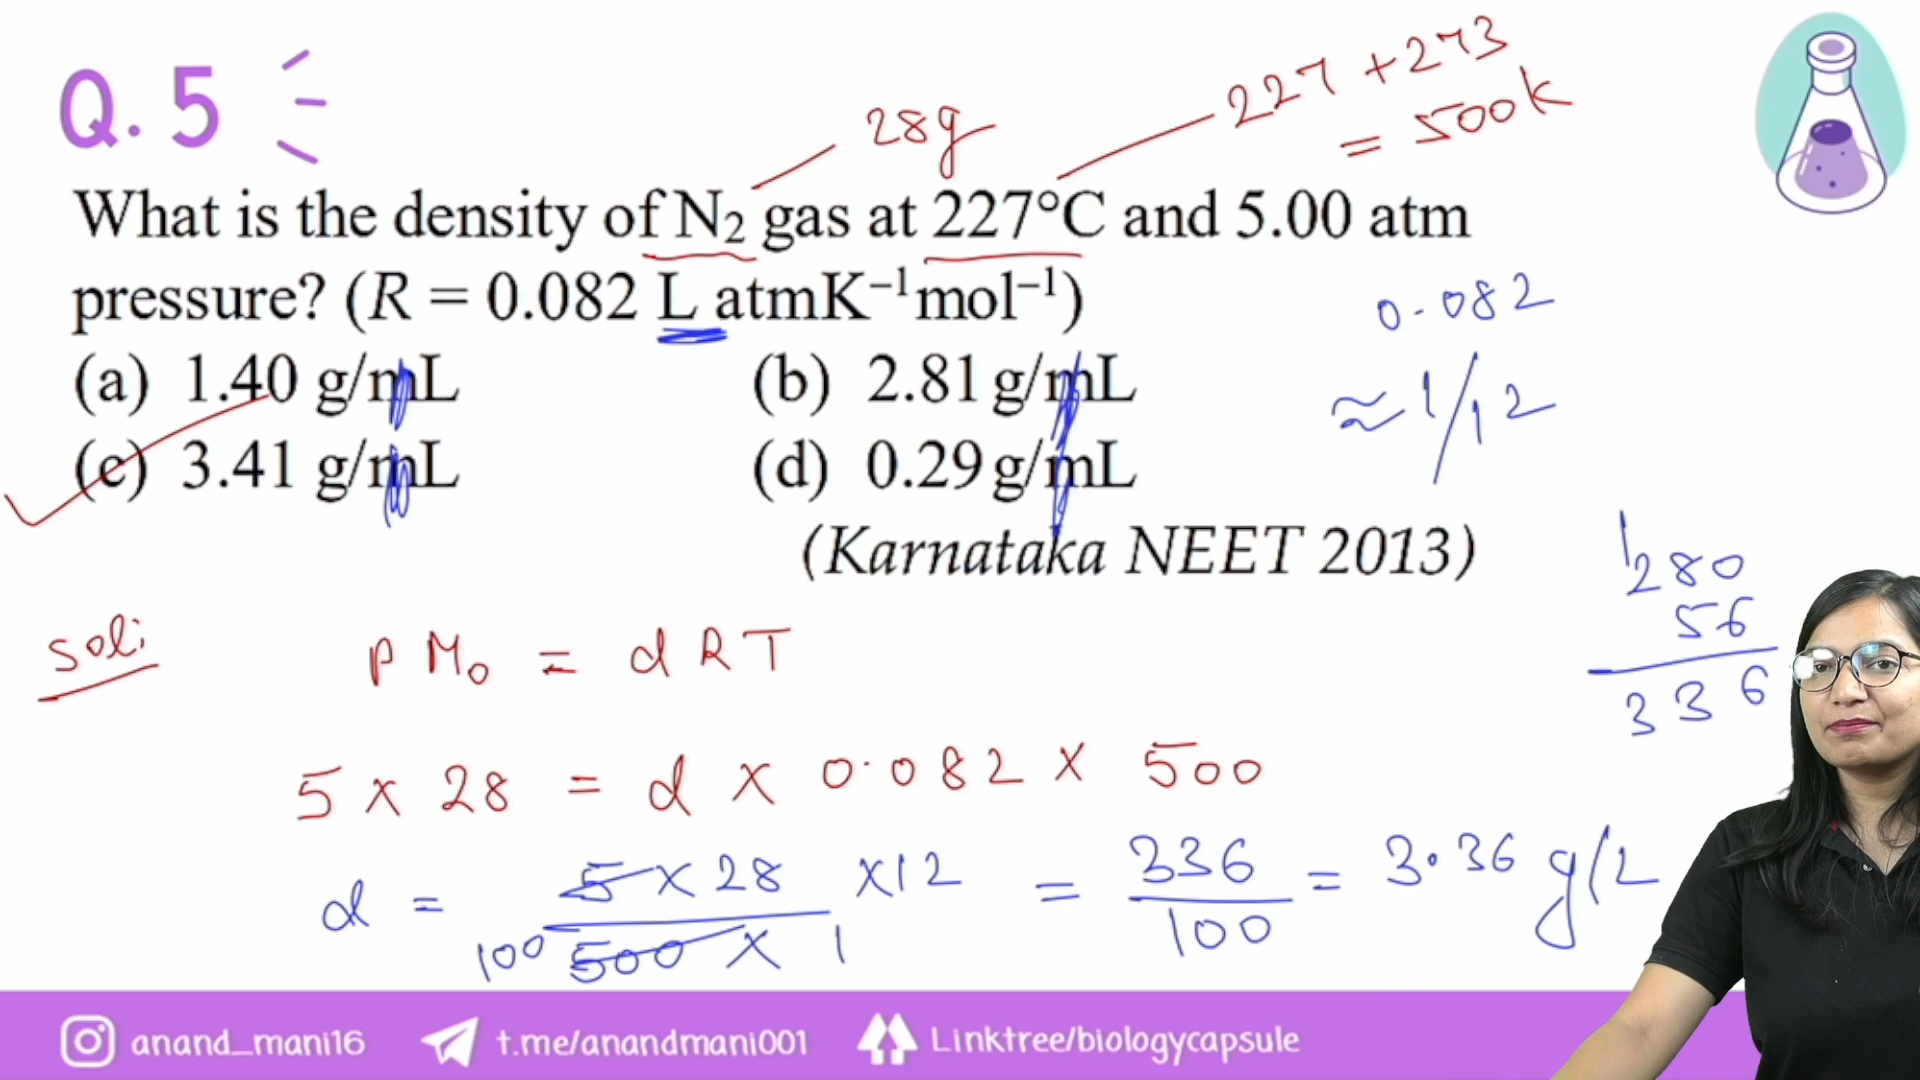 Q. 5
28g
227 + 273
= 500k
What is the density of N₂ gas at 227°C and 5.00 atm
pressure? (R = 0.082 L atmK⁻¹mol⁻¹)
(a) 1.40 g/mL (b) 2.81 g/mL
(c) 3.41 g/mL (d) 0.29 g/mL
(Karnataka NEET 2013)
0.082
≈ 1/12
1
280
56
336
Sol:
P M₀ = d R T
5 × 28 = d × 0.082 × 500
d = 5 × 28 × 12 = 336 = 3.36 g/L
100 500 × 1 100
anand_mani16 t.me/anandmani001 Linktree/biologycapsule